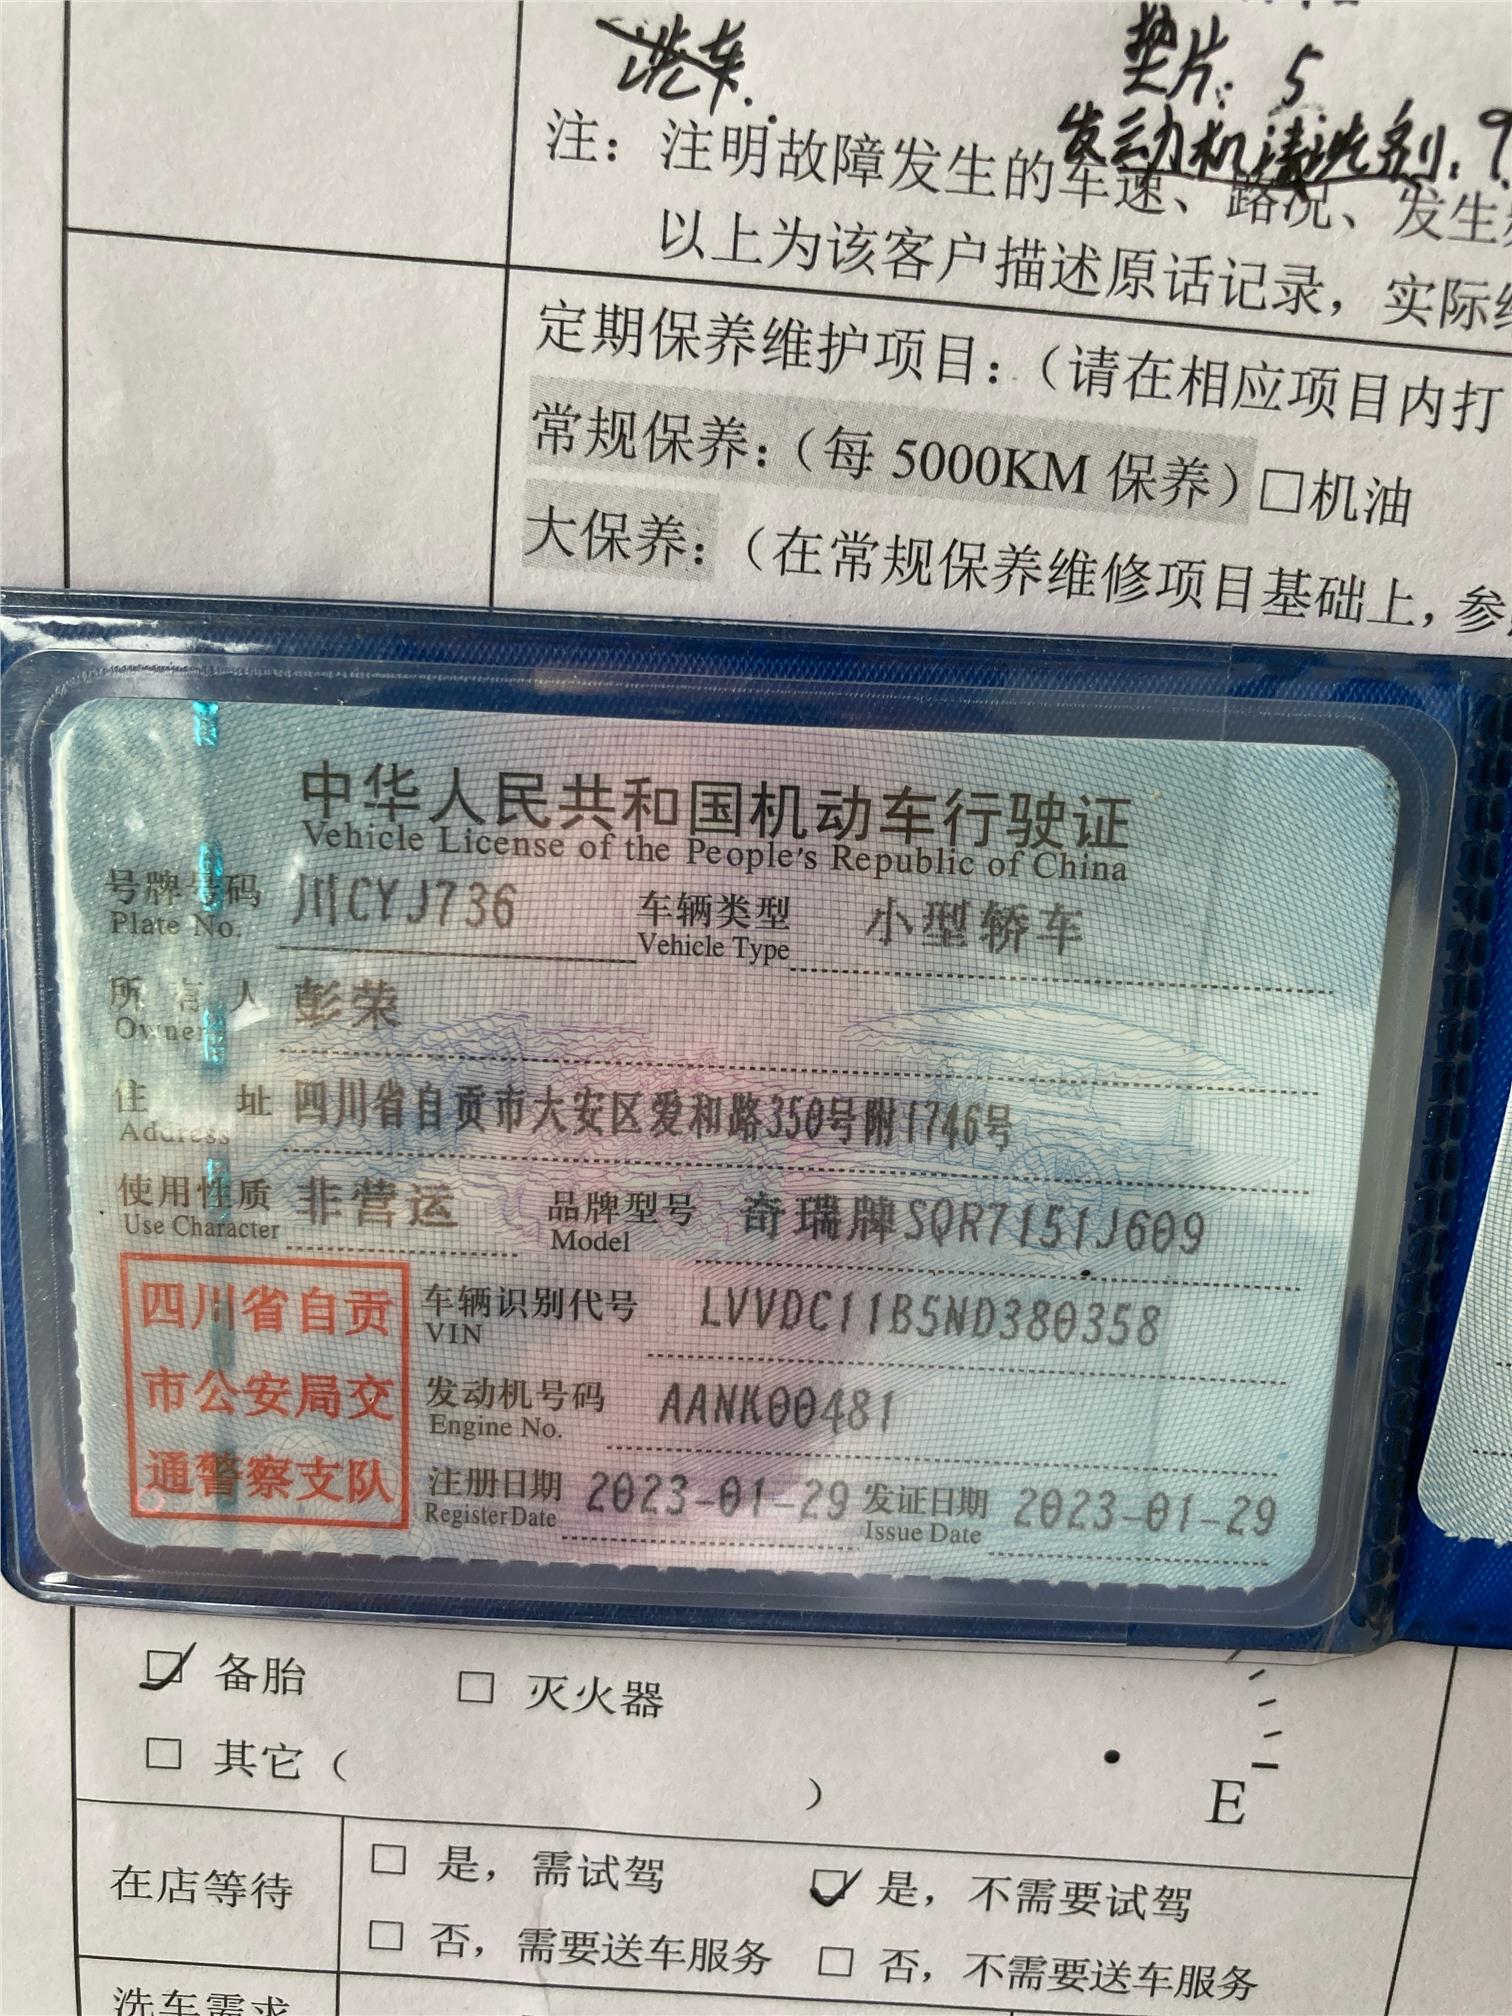 洗车.
垫片: 5
发动机清洗剂: 9
注：注明故障发生的车速、路况、发生
以上为该客户描述原话记录，实际
定期保养维护项目：（请在相应项目内打
常规保养：（每 5000KM 保养）□机油
大保养：（在常规保养维修项目基础上，参
中华人民共和国机动车行驶证
Vehicle License of the People's Republic of China
号牌号码 川CYJ736 车辆类型 小型轿车
Plate No. Vehicle Type
所有人 彭荣
Owner
住址 四川省自贡市大安区爱和路350号附1746号
Address
使用性质 非营运 品牌型号 奇瑞牌SQR7151J609
Use Character Model
四川省自贡
市公安局交
通警察支队
车辆识别代号 LVVDC11B5ND380358
VIN
发动机号码 AANK00481
Engine No.
注册日期 2023-01-29 发证日期 2023-01-29
Register Date Issue Date
☑ 备胎 □ 灭火器
□ 其它（ ）
E
在店等待
□ 是，需试驾 ☑ 是，不需要试驾
□ 否，需要送车服务 □ 否，不需要送车服务
洗车需求